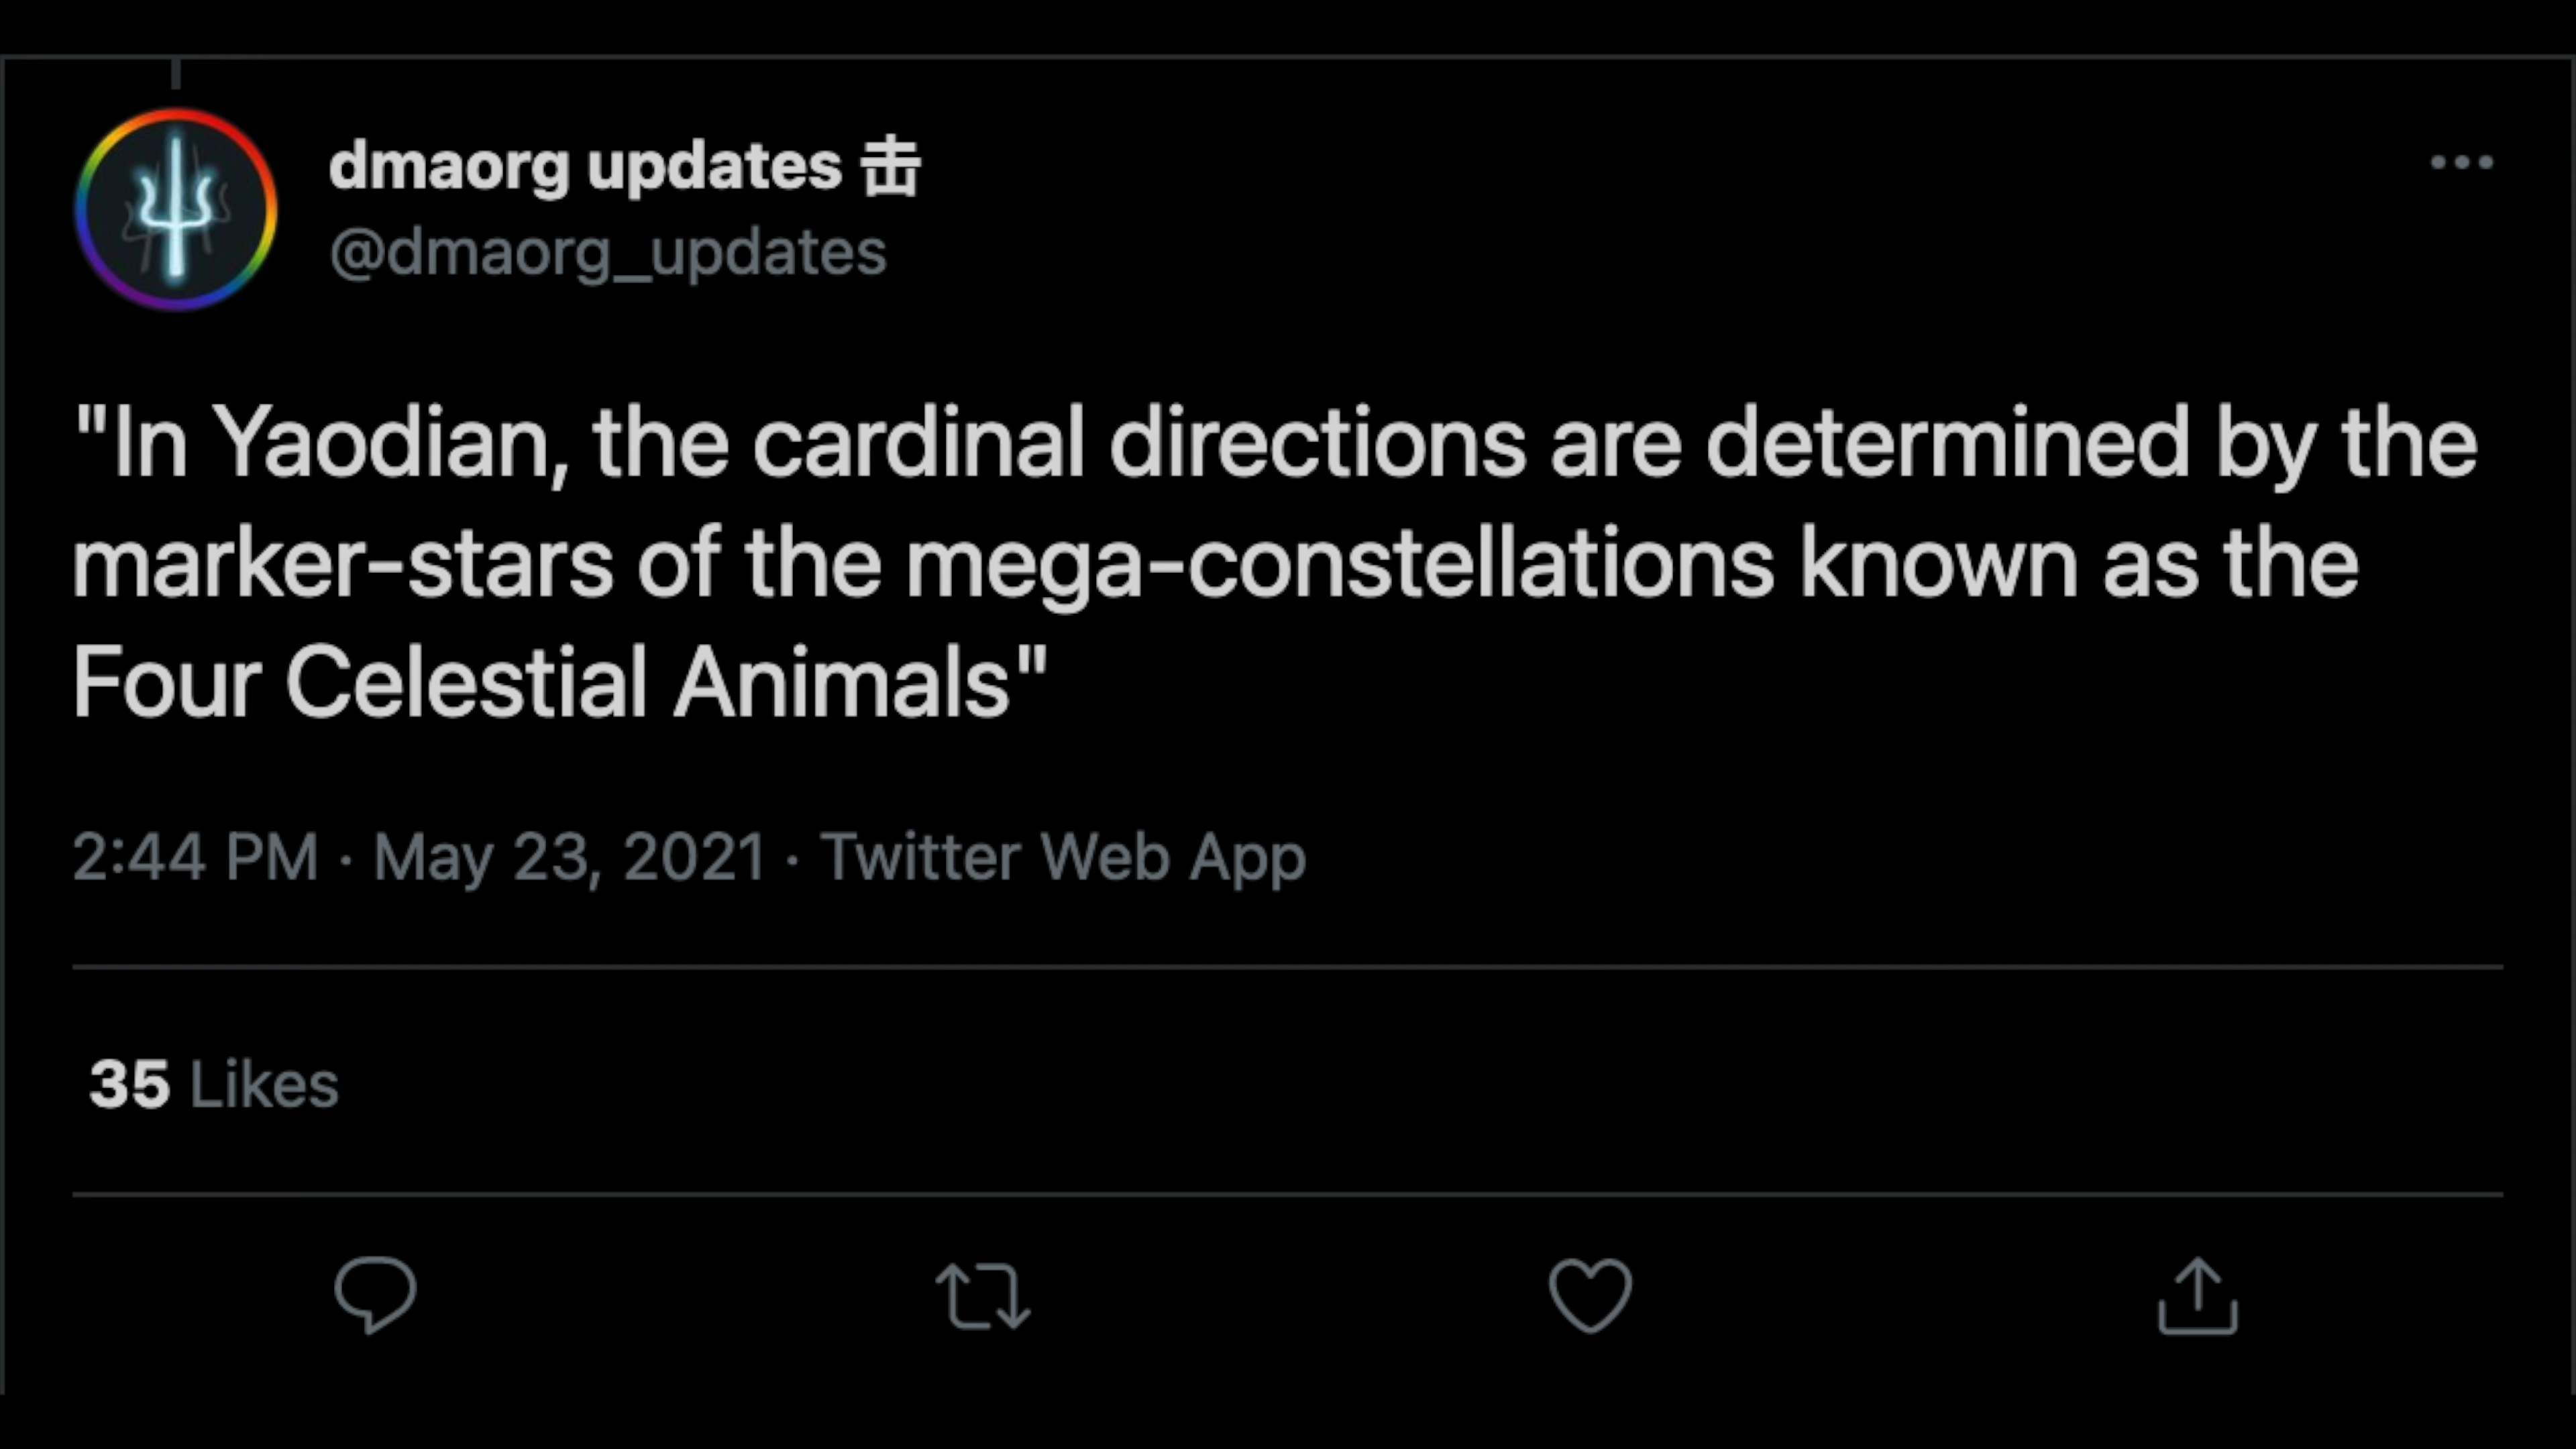 dmaorg updates 击
@dmaorg_updates
"In Yaodian, the cardinal directions are determined by the
marker-stars of the mega-constellations known as the
Four Celestial Animals"
2:44 PM · May 23, 2021 · Twitter Web App
35 Likes